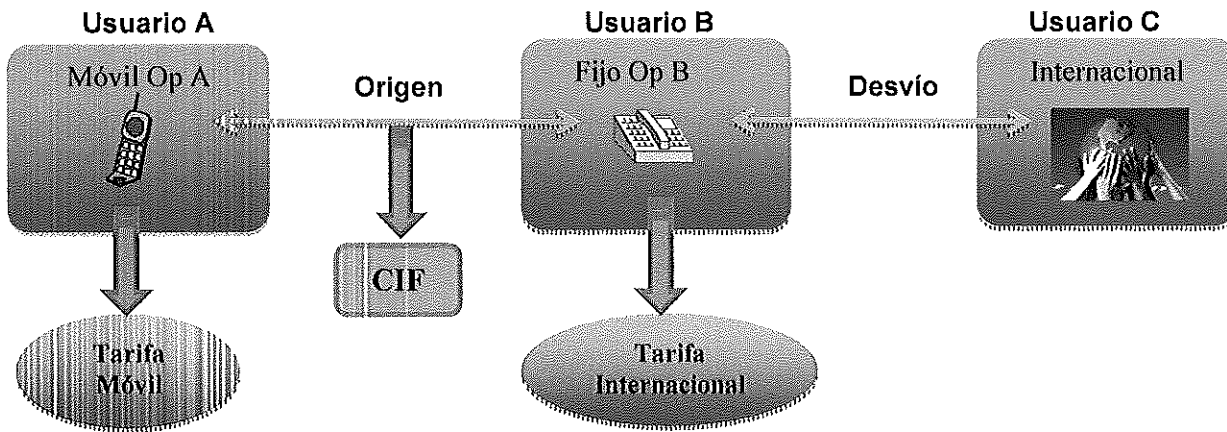 Usuario A
Usuario B
Usuario C
Móvil Op A
Origen
Fijo Op B
Desvío
Internacional
CIF
Tarifa
Móvil
Tarifa
Internacional